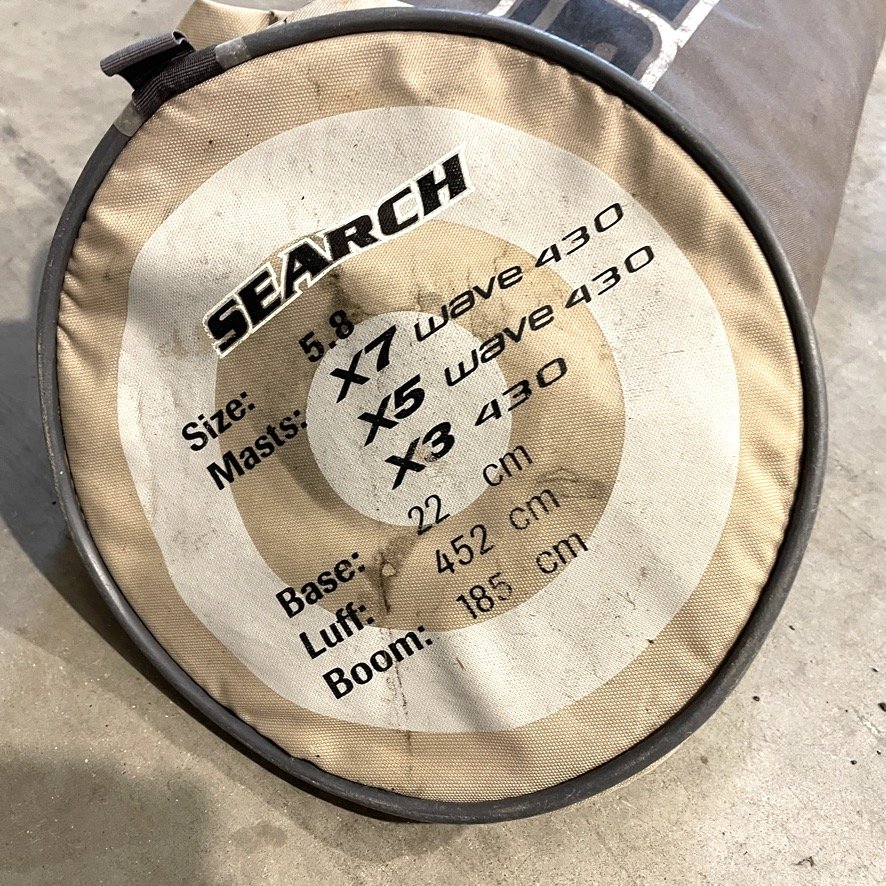 SEARCH
Size: 5.8
Masts: X7 wave 430
X5 wave 430
X3 430
Base: 22 cm
Luff: 452 cm
Boom: 185 cm